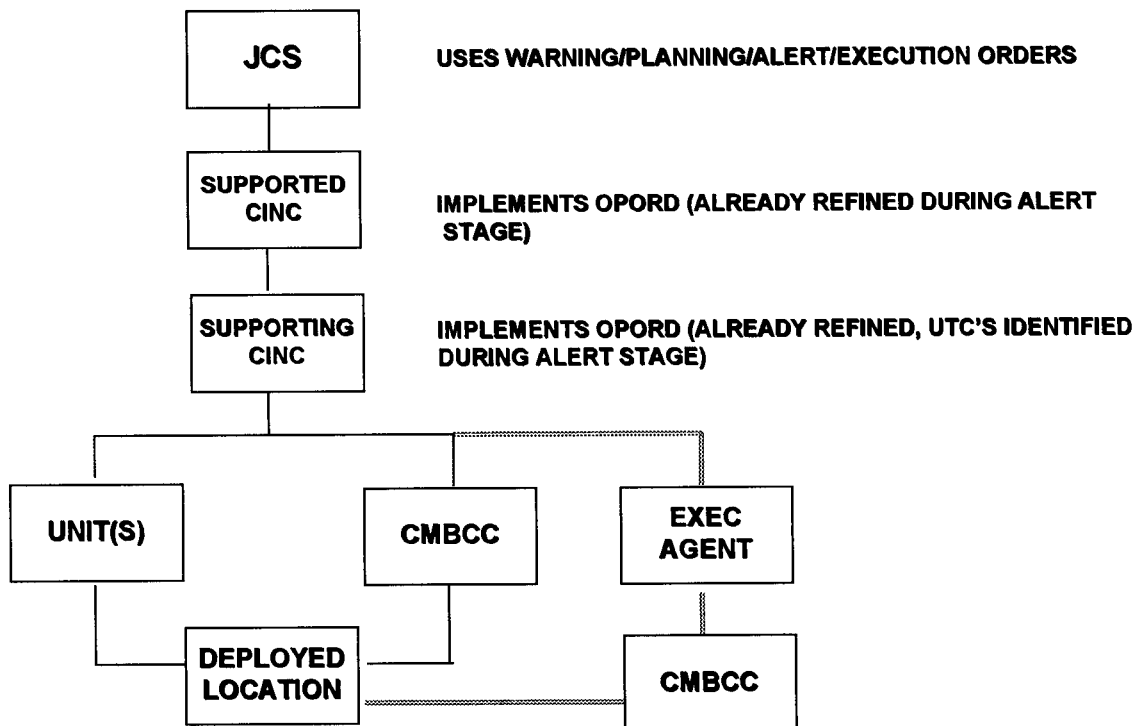 JCS
USES WARNING/PLANNING/ALERT/EXECUTION ORDERS
SUPPORTED
CINC
IMPLEMENTS OPORD (ALREADY REFINED DURING ALERT
STAGE)
SUPPORTING
CINC
IMPLEMENTS OPORD (ALREADY REFINED, UTC'S IDENTIFIED
DURING ALERT STAGE)
UNIT(S)
CMBCC
EXEC
AGENT
DEPLOYED
LOCATION
CMBCC